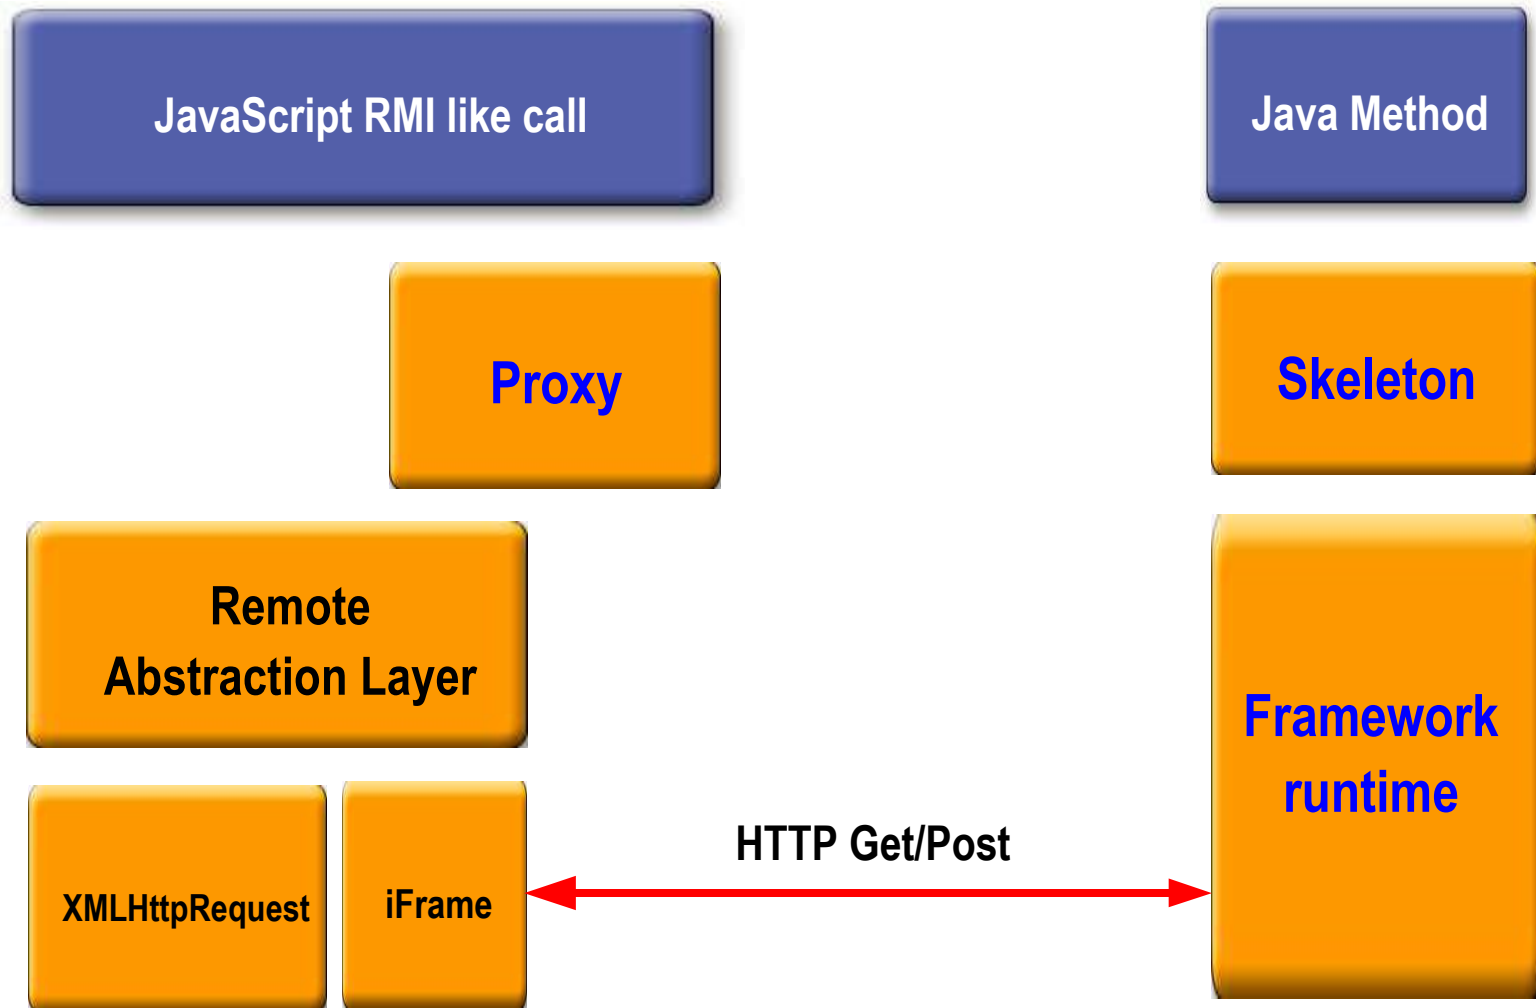 JavaScript RMI like call
Java Method
Proxy
Skeleton
Remote
Abstraction Layer
Framework
runtime
HTTP Get/Post
XMLHttpRequest
iFrame